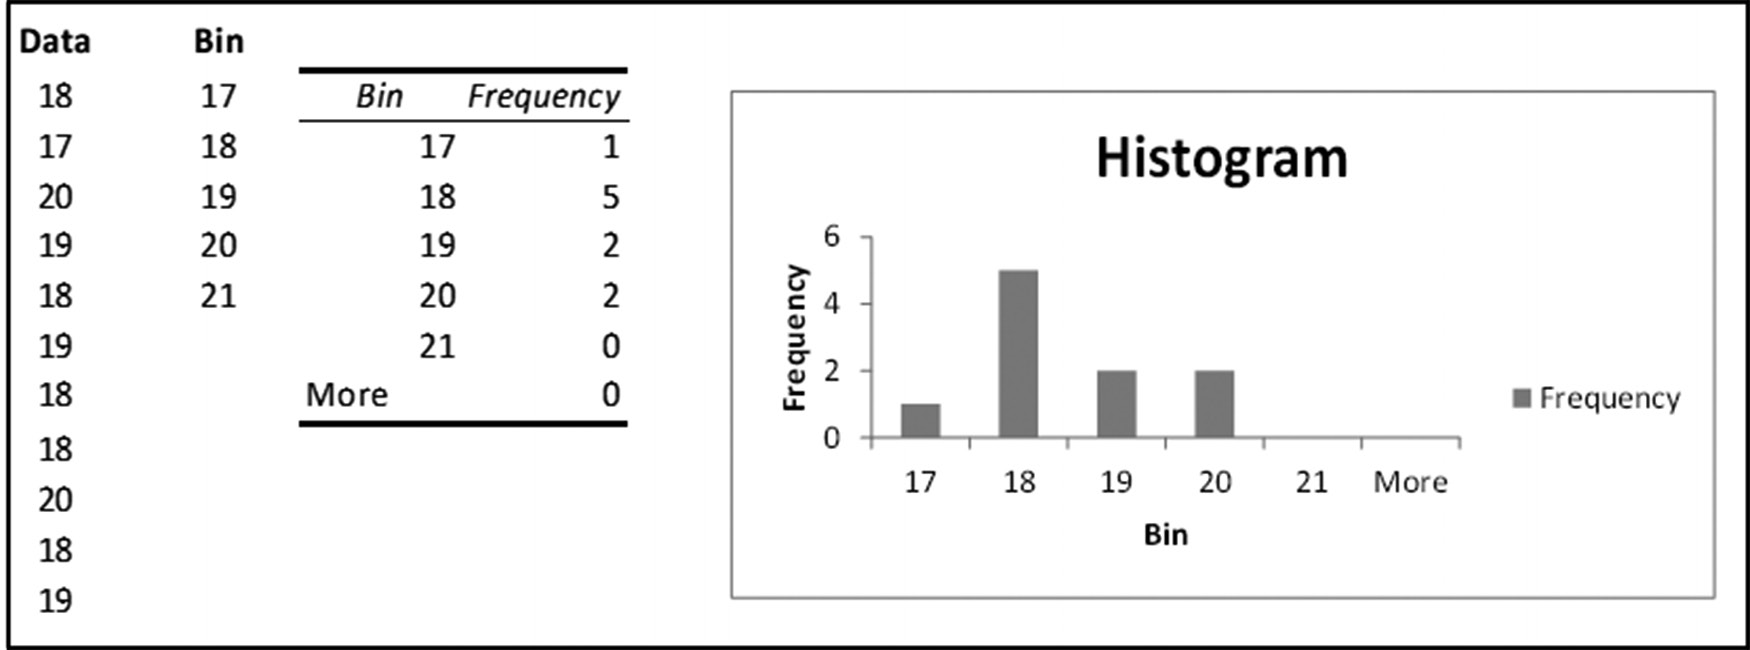 Data Bin
18 17
17 18
20 19
19 20
18 21
19
18
18
20
18
19
Bin Frequency
17 1
18 5
19 2
20 2
21 0
More 0
Histogram
Frequency
6
4
2
0
17 18 19 20 21 More
Bin
Frequency